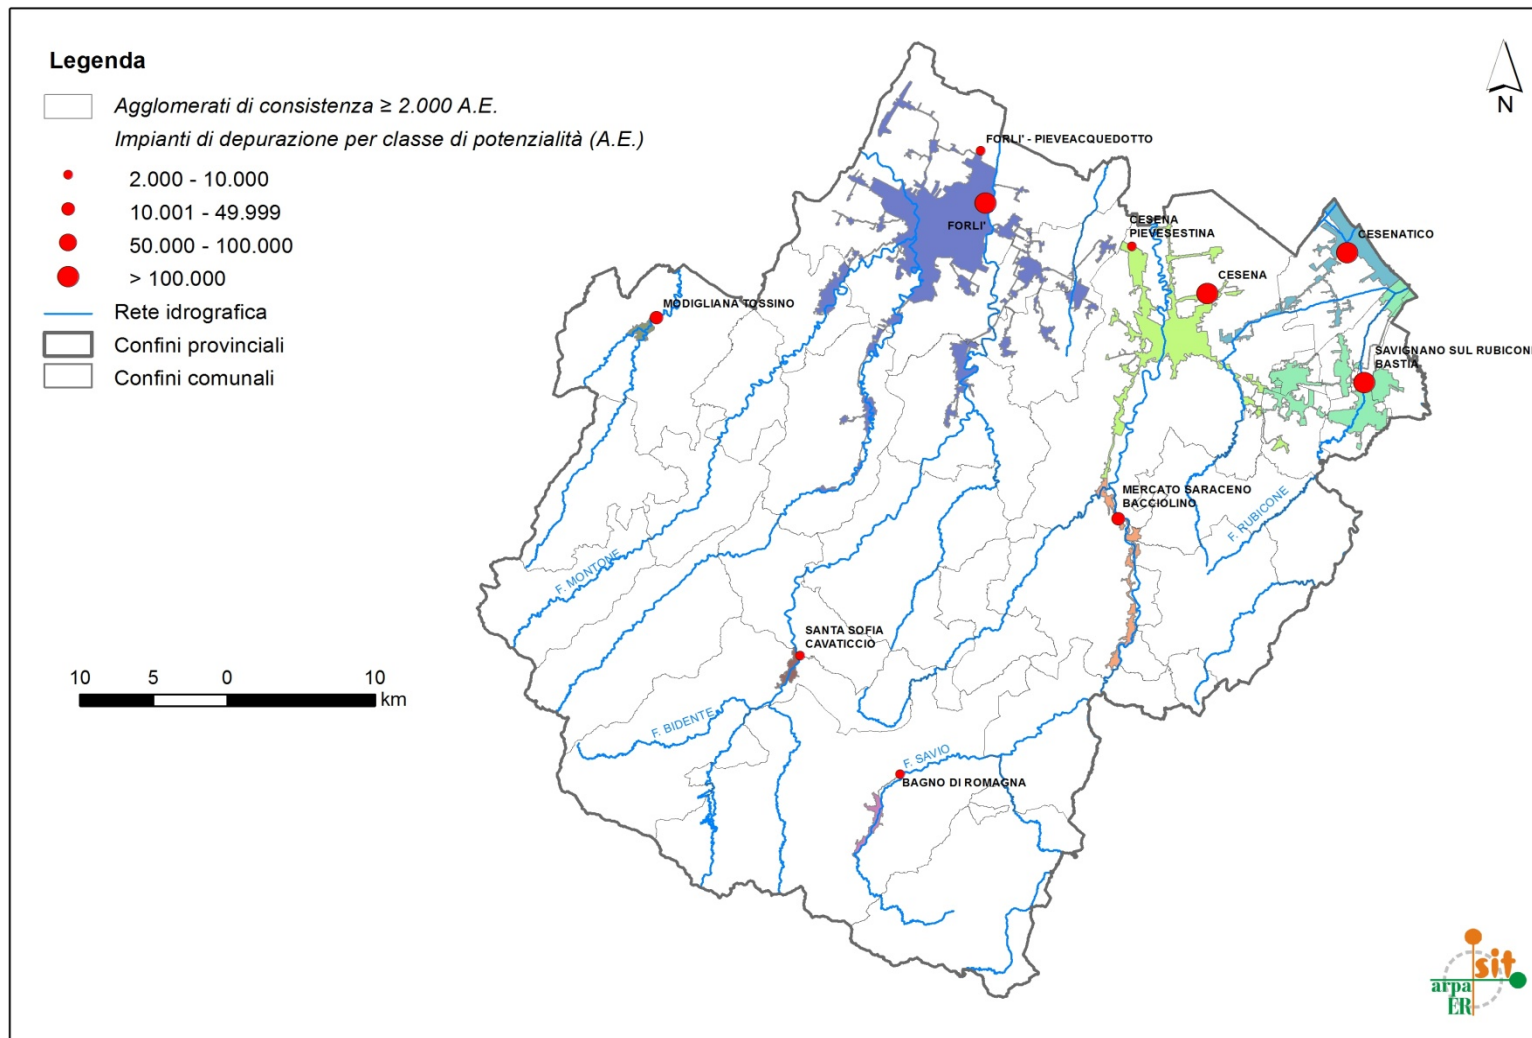 Legenda
Agglomerati di consistenza ≥ 2.000 A.E.
Impianti di depurazione per classe di potenzialità (A.E.)
2.000 - 10.000
10.001 - 49.999
50.000 - 100.000
> 100.000
Rete idrografica
Confini provinciali
Confini comunali
N
FORLI' - PIEVEACQUEDOTTO
FORLI'
CESENA
PIEVESESTINA
CESENATICO
CESENA
MODIGLIANA TOSSINO
SAVIGNANO SUL RUBICONE
BASTIA
MERCATO SARACENO
BACCIOLINO
F. RUBICONE
F. MONTONE
SANTA SOFIA
CAVATICCIO
F. BIDENTE
F. SAVIO
BAGNO DI ROMAGNA
10 5 0 10
km
sit
arpa
ER